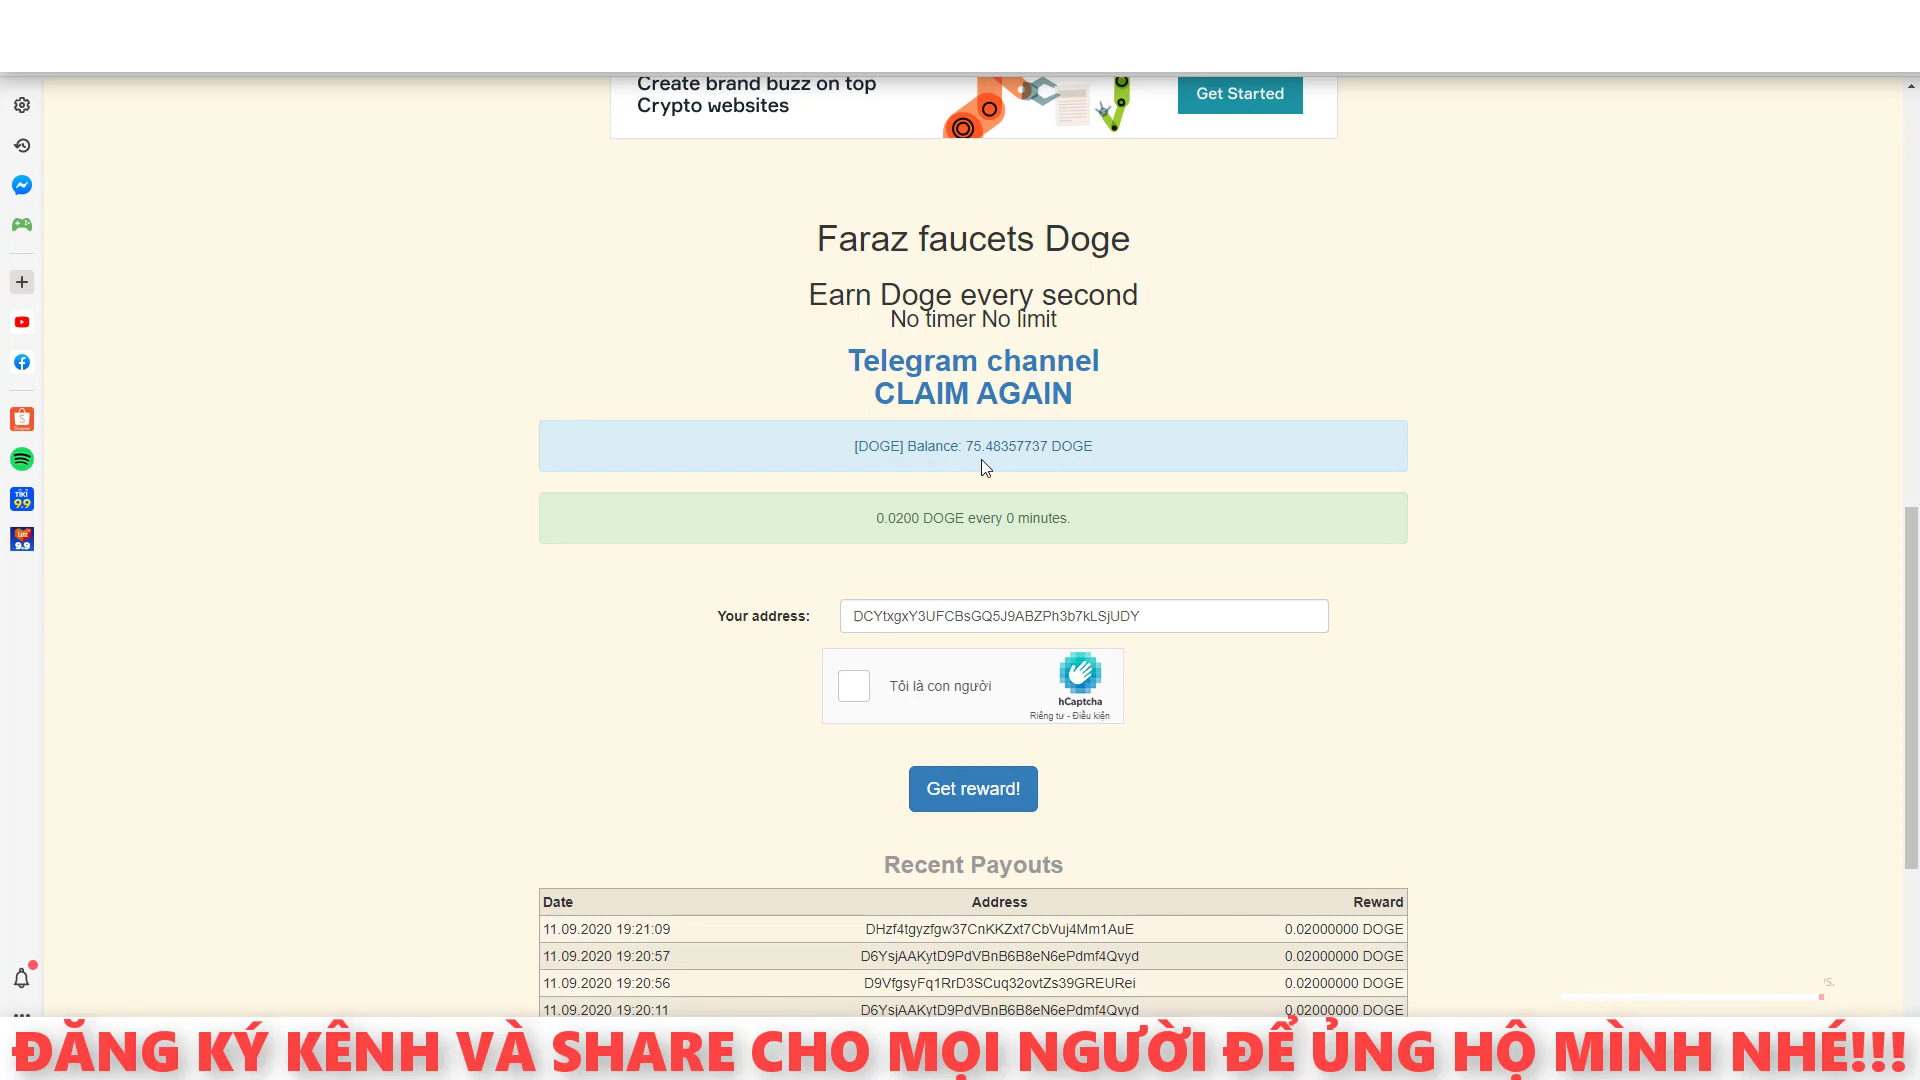 Create brand buzz on top
Crypto websites
Get Started
Faraz faucets Doge
Earn Doge every second
No timer No limit
Telegram channel
CLAIM AGAIN
[DOGE] Balance: 75.48357737 DOGE
0.0200 DOGE every 0 minutes.
Your address: DCYtxgxY3UFCBsGQ5J9ABZPh3b7kLSjUDY
Tôi là con người
hCaptcha
Riêng tư - Điều kiện
Get reward!
Recent Payouts
Date Address Reward
11.09.2020 19:21:09 DHzf4tgyzfgw37CnKKZxt7CbVuj4Mm1AuE 0.02000000 DOGE
11.09.2020 19:20:57 D6YsjAAKytD9PdVBnB6B8eN6ePdmf4Qvyd 0.02000000 DOGE
11.09.2020 19:20:56 D9VfgsyFq1RrD3SCuq32ovtZs39GREURei 0.02000000 DOGE
11.09.2020 19:20:11 D6YsjAAKytD9PdVBnB6B8eN6ePdmf4Qvyd 0.02000000 DOGE
ĐĂNG KÝ KÊNH VÀ SHARE CHO MỌI NGƯỜI ĐỂ ỦNG HỘ MÌNH NHÉ!!!